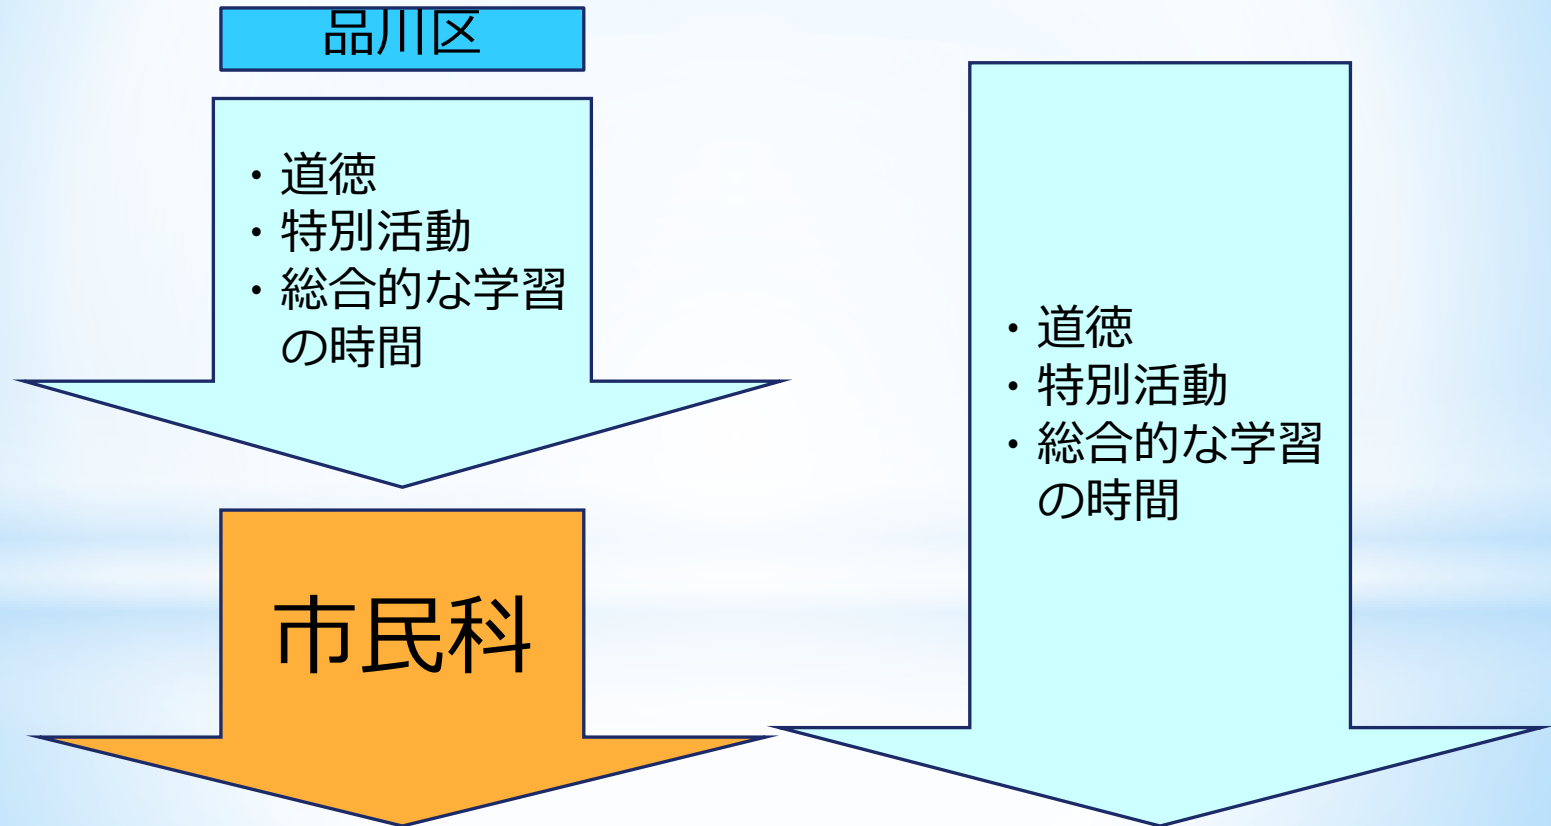 品川区
・道徳
・特別活動
・総合的な学習
の時間
市民科
・道徳
・特別活動
・総合的な学習
の時間